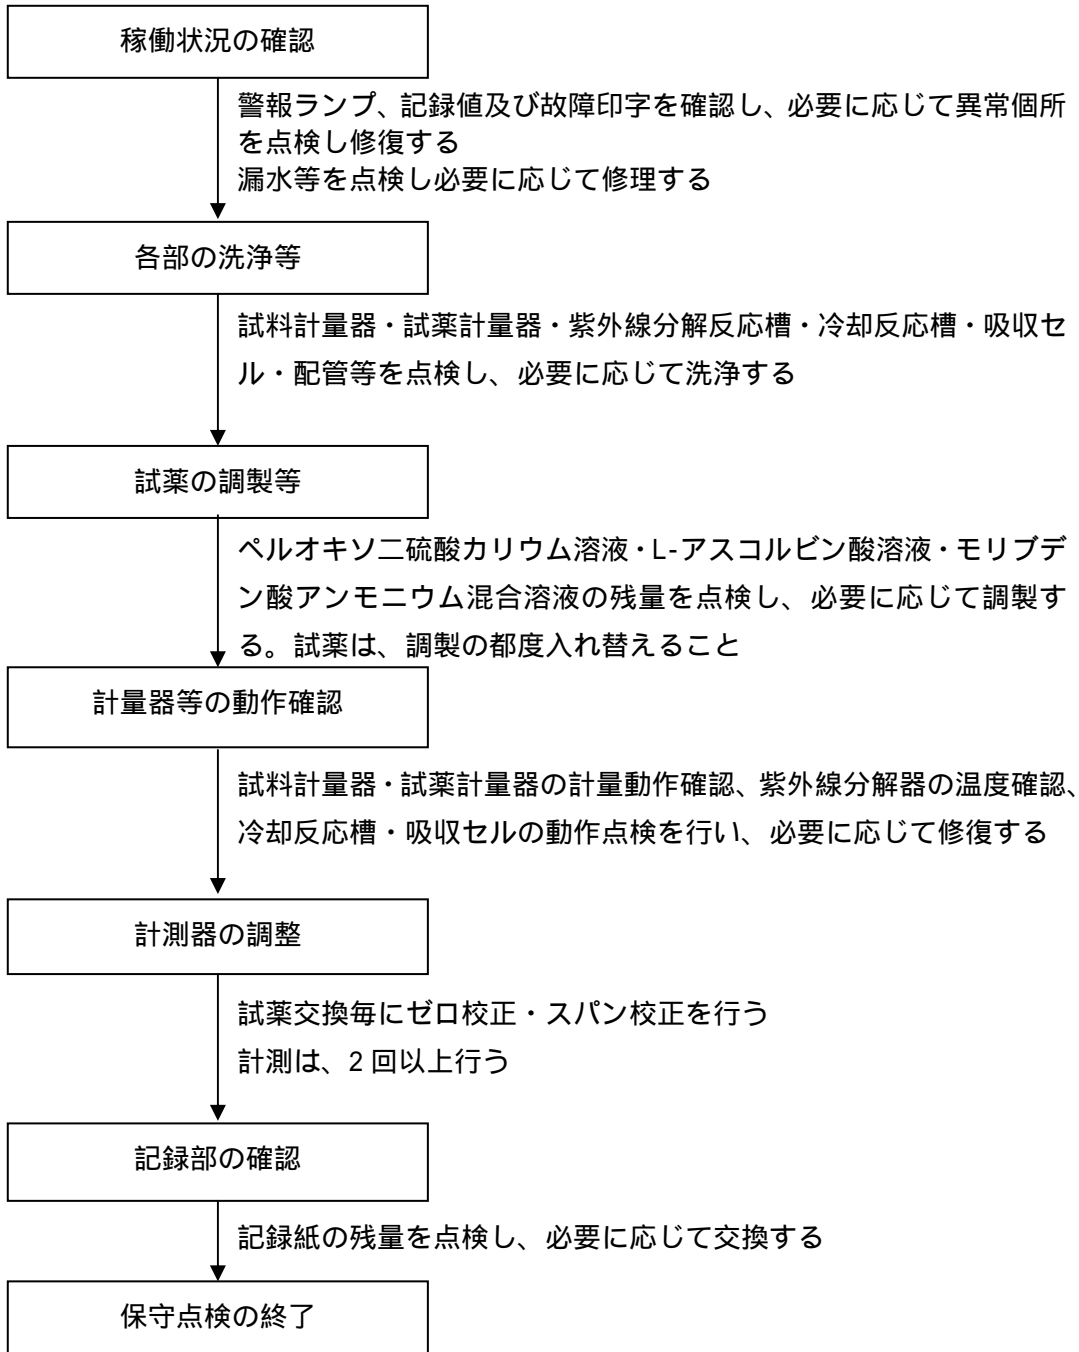 稼働状況の確認
警報ランプ、記録値及び故障印字を確認し、必要に応じて異常個所
を点検し修復する
漏水等を点検し必要に応じて修理する
各部の洗浄等
試料計量器・試薬計量器・紫外線分解反応槽・冷却反応槽・吸収セ
ル・配管等を点検し、必要に応じて洗浄する
試薬の調製等
ペルオキソ二硫酸カリウム溶液・L-アスコルビン酸溶液・モリブデ
ン酸アンモニウム混合溶液の残量を点検し、必要に応じて調製す
る。試薬は、調製の都度入れ替えること
計量器等の動作確認
試料計量器・試薬計量器の計量動作確認、紫外線分解器の温度確認、
冷却反応槽・吸収セルの動作点検を行い、必要に応じて修復する
計測器の調整
試薬交換毎にゼロ校正・スパン校正を行う
計測は、2 回以上行う
記録部の確認
記録紙の残量を点検し、必要に応じて交換する
保守点検の終了